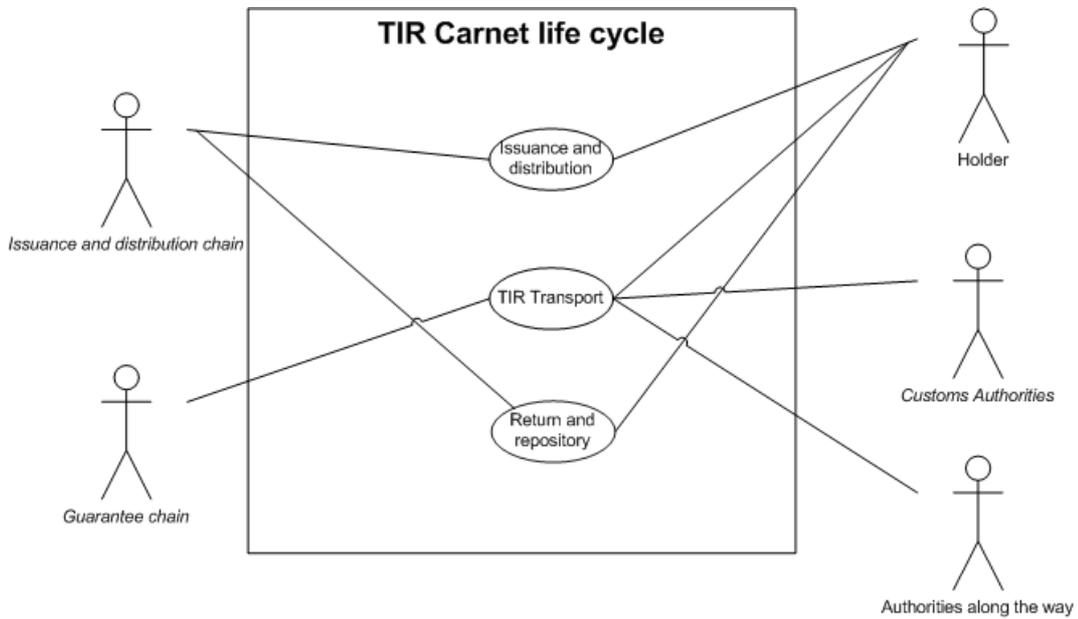 TIR Carnet life cycle
Issuance and
distribution
Holder
Issuance and distribution chain
TIR Transport
Customs Authorities
Return and
repository
Guarantee chain
Authorities along the way